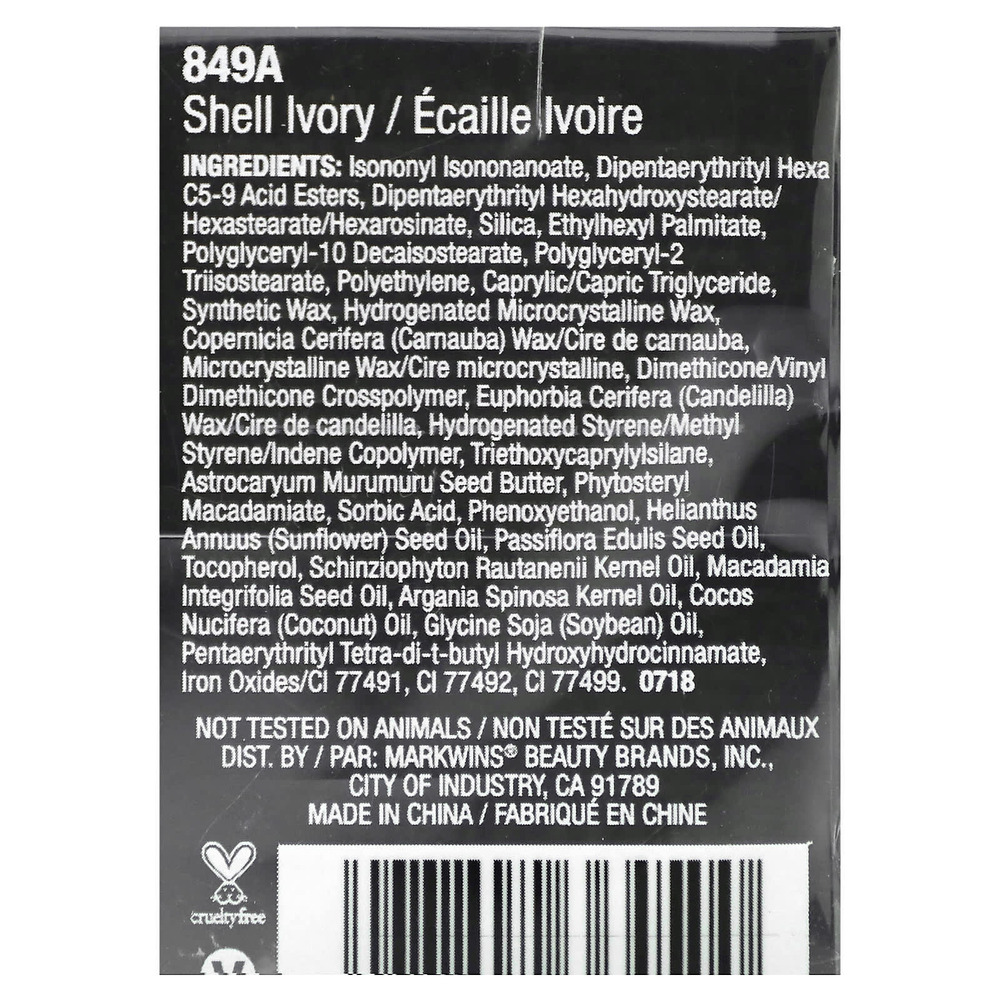 849A
Shell Ivory / Écaille Ivoire
INGREDIENTS: Isononyl Isononanoate, Dipentaerythrityl Hexa
C5-9 Acid Esters, Dipentaerythrityl Hexahydroxystearate/
Hexastearate/Hexarosinate, Silica, Ethylhexyl Palmitate,
Polyglyceryl-10 Decaisostearate, Polyglyceryl-2
Triisostearate, Polyethylene, Caprylic/Capric Triglyceride,
Synthetic Wax, Hydrogenated Microcrystalline Wax,
Copernicia Cerifera (Carnauba) Wax/Cire de carnauba,
Microcrystalline Wax/Cire microcrystalline, Dimethicone/Vinyl
Dimethicone Crosspolymer, Euphorbia Cerifera (Candelilla)
Wax/Cire de candelilla, Hydrogenated Styrene/Methyl
Styrene/Indene Copolymer, Triethoxycaprylylsilane,
Astrocaryum Murumuru Seed Butter, Phytosteryl
Macadamiate, Sorbic Acid, Phenoxyethanol, Helianthus
Annuus (Sunflower) Seed Oil, Passiflora Edulis Seed Oil,
Tocopherol, Schinziophyton Rautanenii Kernel Oil, Macadamia
Integrifolia Seed Oil, Argania Spinosa Kernel Oil, Cocos
Nucifera (Coconut) Oil, Glycine Soja (Soybean) Oil,
Pentaerythrityl Tetra-di-t-butyl Hydroxyhydrocinnamate,
Iron Oxides/CI 77491, CI 77492, CI 77499. 0718
NOT TESTED ON ANIMALS / NON TESTÉ SUR DES ANIMAUX
DIST. BY / PAR: MARKWINS® BEAUTY BRANDS, INC.,
CITY OF INDUSTRY, CA 91789
MADE IN CHINA / FABRIQUÉ EN CHINE
crueltyfree